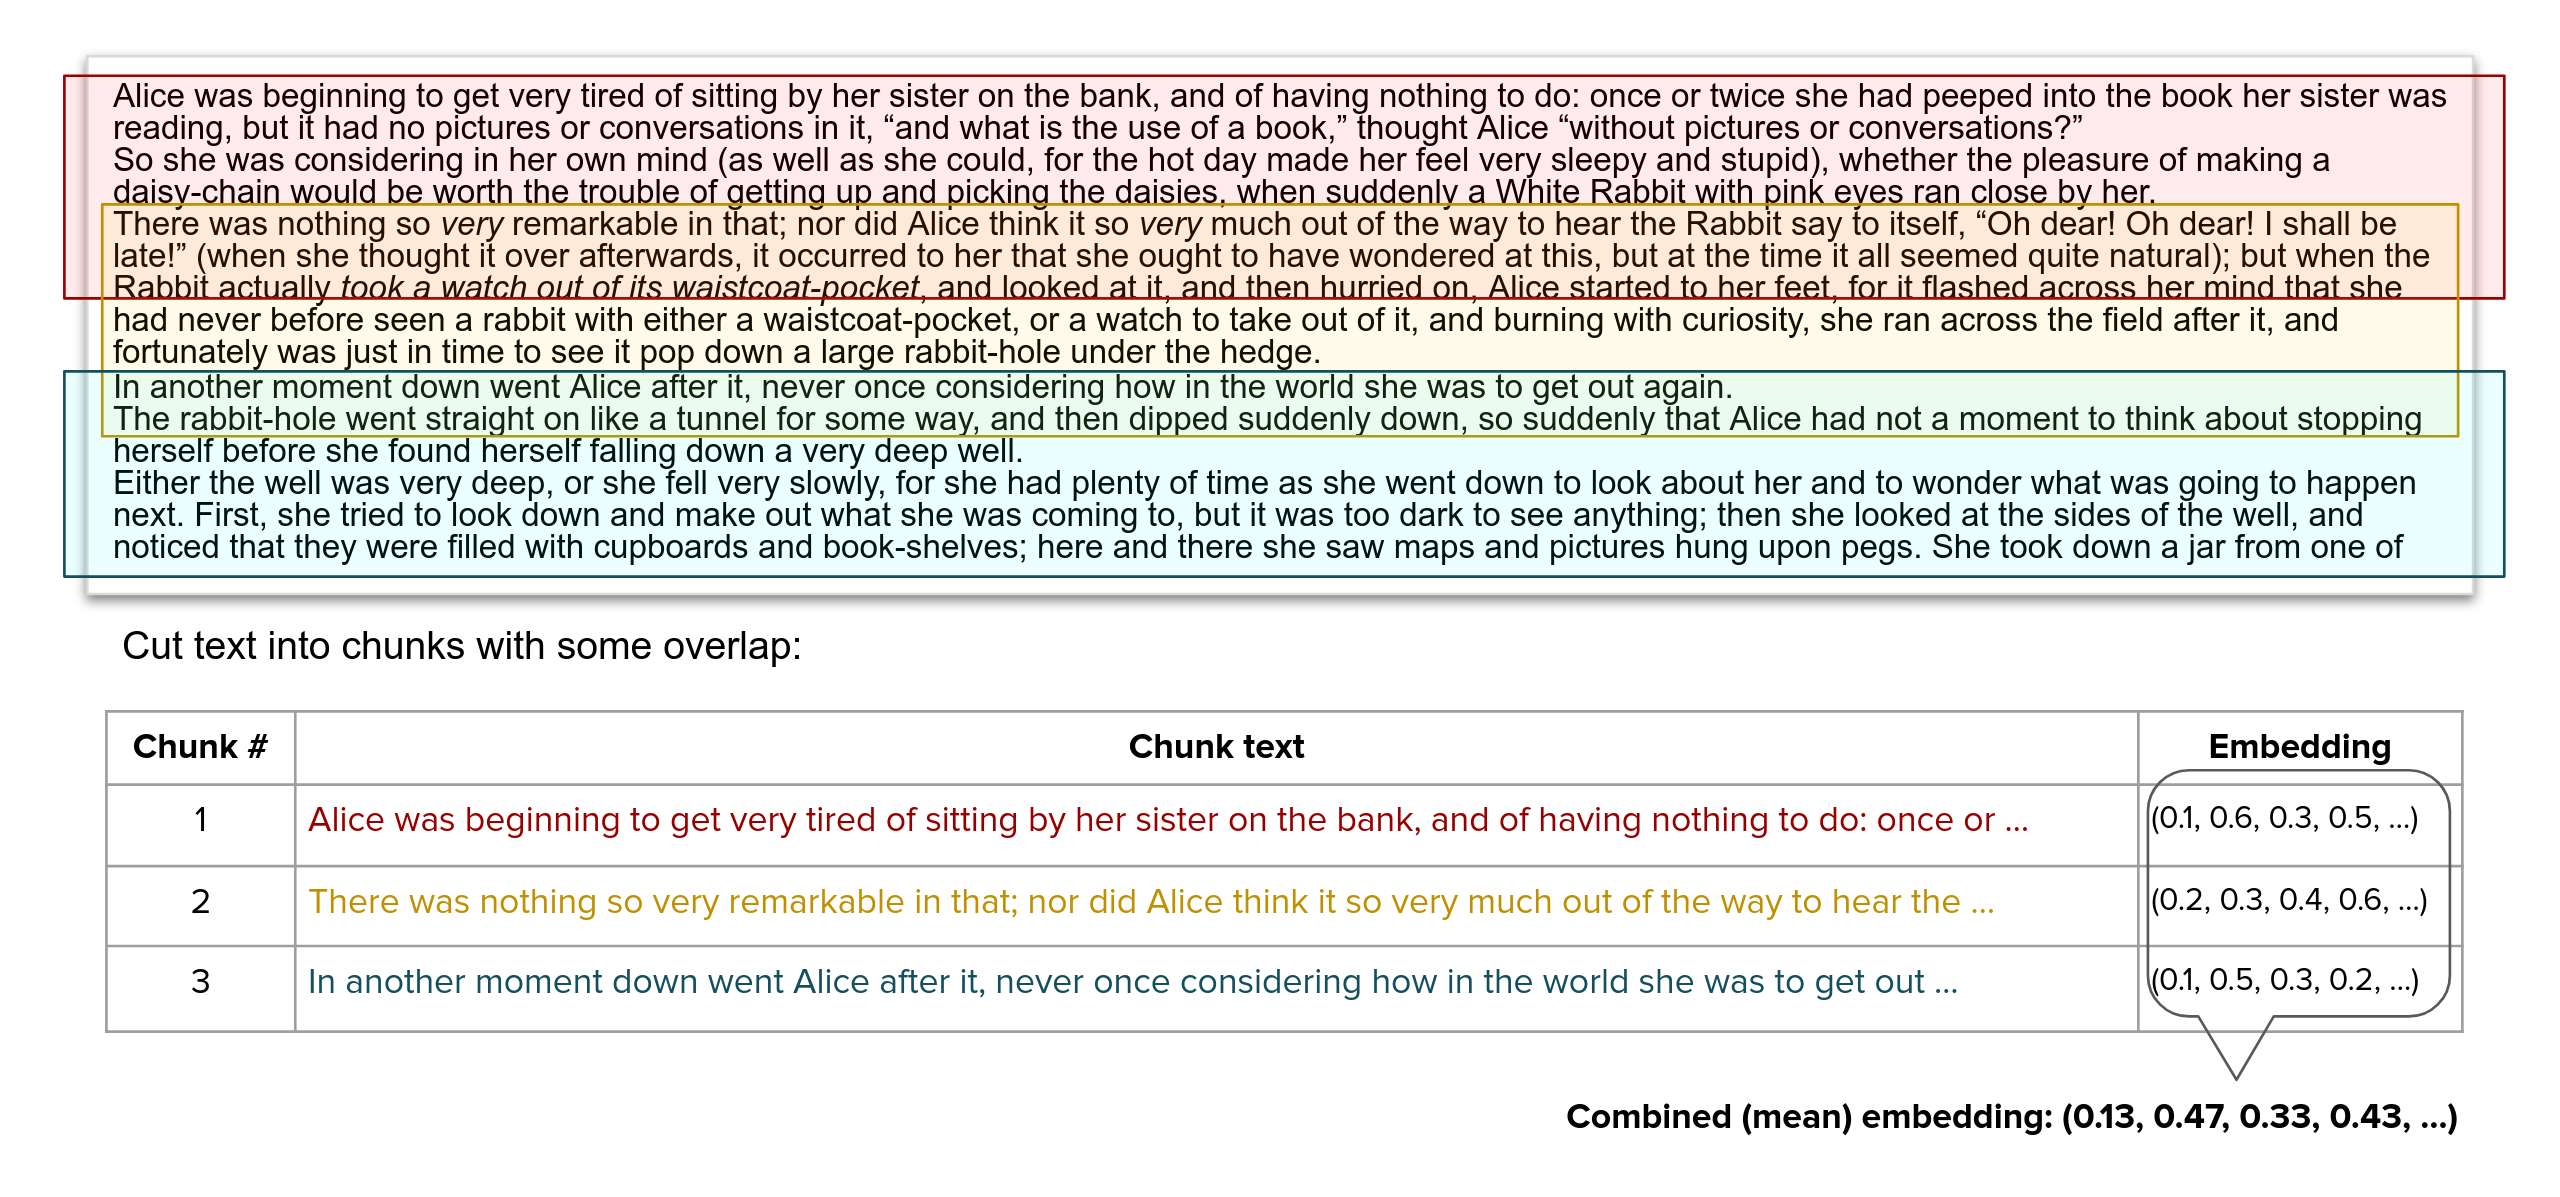 Alice was beginning to get very tired of sitting by her sister on the bank, and of having nothing to do: once or twice she had peeped into the book her sister was
reading, but it had no pictures or conversations in it, “and what is the use of a book,” thought Alice “without pictures or conversations?”
So she was considering in her own mind (as well as she could, for the hot day made her feel very sleepy and stupid), whether the pleasure of making a
daisy-chain would be worth the trouble of getting up and picking the daisies, when suddenly a White Rabbit with pink eyes ran close by her.
There was nothing so very remarkable in that; nor did Alice think it so very much out of the way to hear the Rabbit say to itself, “Oh dear! Oh dear! I shall be
late!” (when she thought it over afterwards, it occurred to her that she ought to have wondered at this, but at the time it all seemed quite natural); but when the
Rabbit actually took a watch out of its waistcoat-pocket, and looked at it, and then hurried on, Alice started to her feet, for it flashed across her mind that she
had never before seen a rabbit with either a waistcoat-pocket, or a watch to take out of it, and burning with curiosity, she ran across the field after it, and
fortunately was just in time to see it pop down a large rabbit-hole under the hedge.
In another moment down went Alice after it, never once considering how in the world she was to get out again.
The rabbit-hole went straight on like a tunnel for some way, and then dipped suddenly down, so suddenly that Alice had not a moment to think about stopping
herself before she found herself falling down a very deep well.
Either the well was very deep, or she fell very slowly, for she had plenty of time as she went down to look about her and to wonder what was going to happen
next. First, she tried to look down and make out what she was coming to, but it was too dark to see anything; then she looked at the sides of the well, and
noticed that they were filled with cupboards and book-shelves; here and there she saw maps and pictures hung upon pegs. She took down a jar from one of
Cut text into chunks with some overlap:
Chunk # Chunk text Embedding
1 Alice was beginning to get very tired of sitting by her sister on the bank, and of having nothing to do: once or ... (0.1, 0.6, 0.3, 0.5, ...)
2 There was nothing so very remarkable in that; nor did Alice think it so very much out of the way to hear the ... (0.2, 0.3, 0.4, 0.6, ...)
3 In another moment down went Alice after it, never once considering how in the world she was to get out ... (0.1, 0.5, 0.3, 0.2, ...)
Combined (mean) embedding: (0.13, 0.47, 0.33, 0.43, ...)